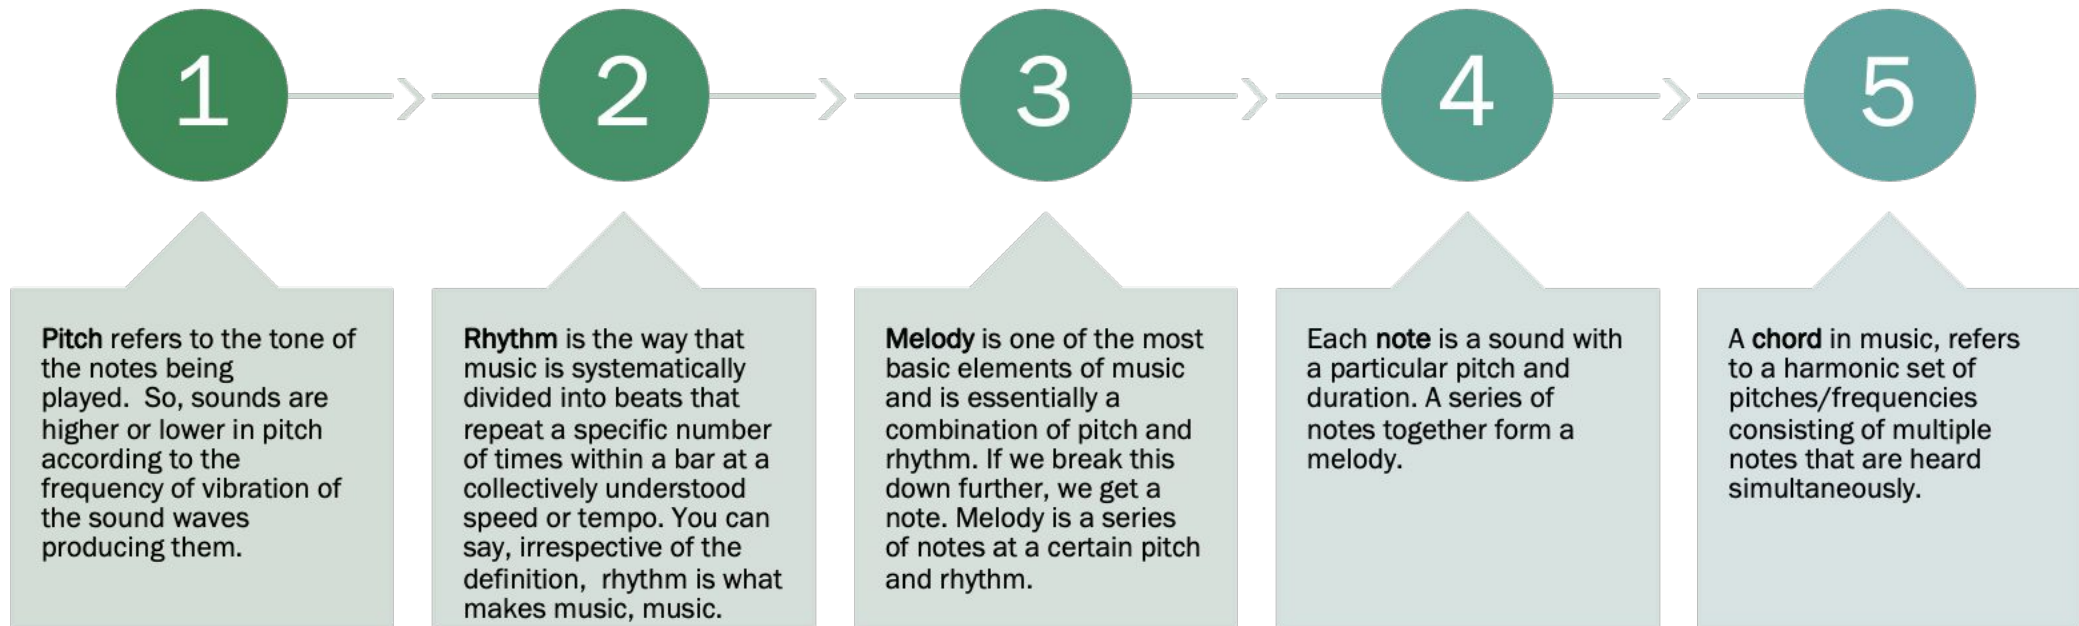 1
2
3
4
5
Pitch refers to the tone of
the notes being
played.  So, sounds are
higher or lower in pitch
according to the
frequency of vibration of
the sound waves
producing them.
Rhythm is the way that
music is systematically
divided into beats that
repeat a specific number
of times within a bar at a
collectively understood
speed or tempo. You can
say, irrespective of the
definition,  rhythm is what
makes music, music.
Melody is one of the most
basic elements of music
and is essentially a
combination of pitch and
rhythm. If we break this
down further, we get a
note. Melody is a series
of notes at a certain pitch
and rhythm.
Each note is a sound with
a particular pitch and
duration. A series of
notes together form a
melody.
A chord in music, refers
to a harmonic set of
pitches/frequencies
consisting of multiple
notes that are heard
simultaneously.